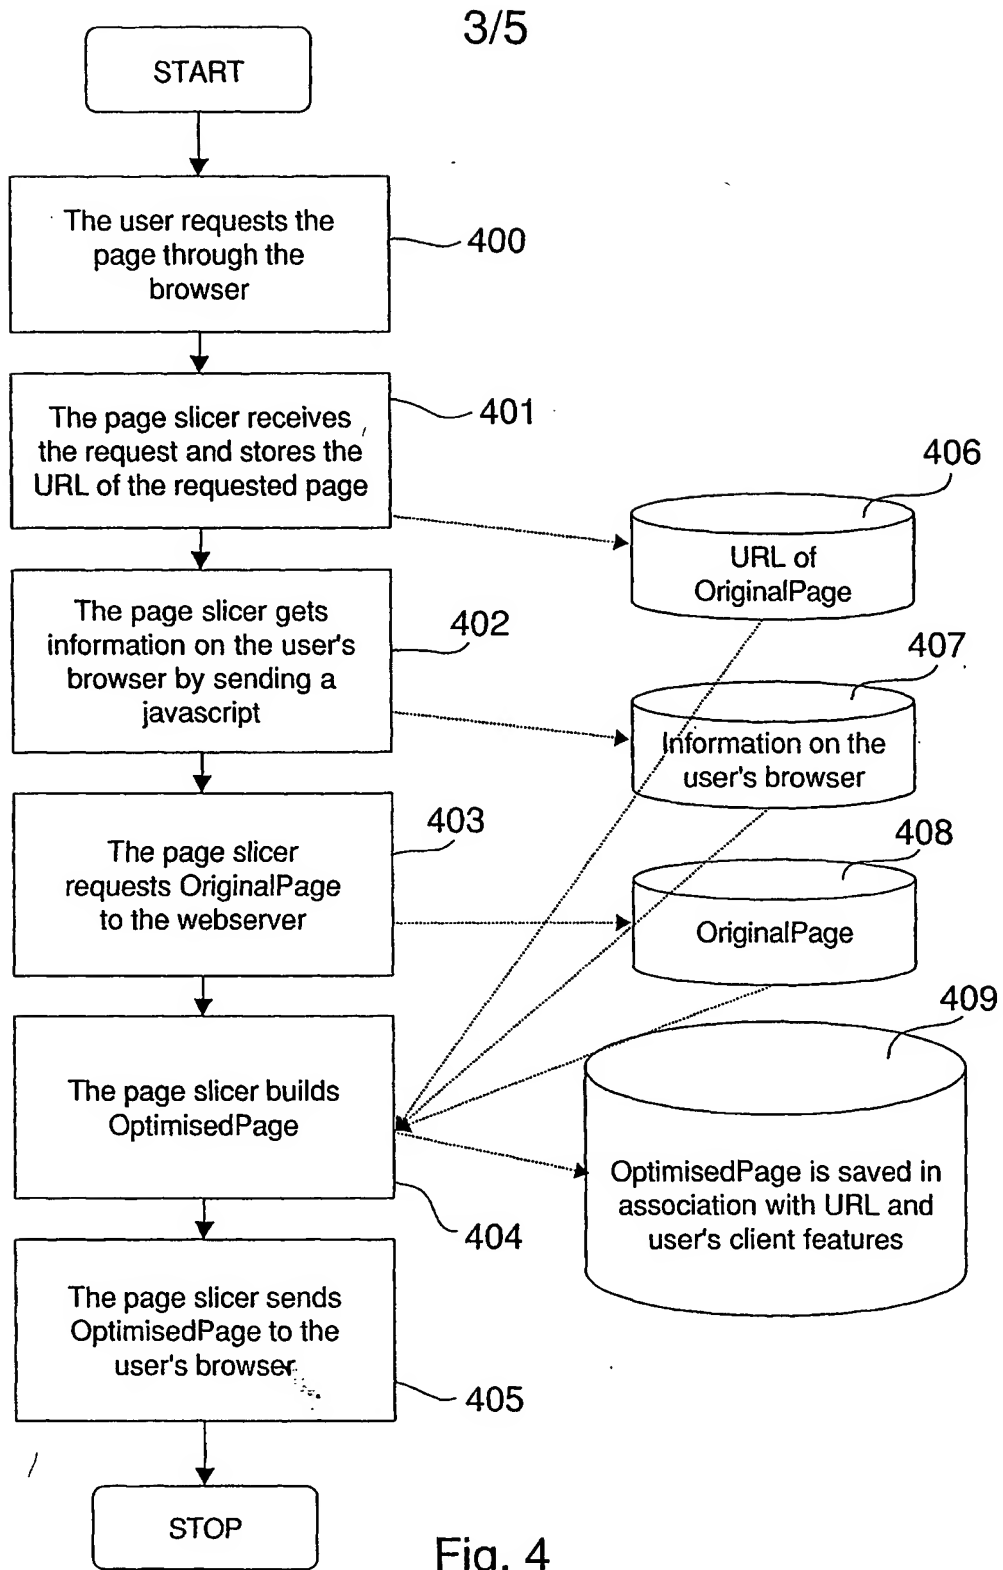 3/5
START
The user requests the
page through the
browser
400
The page slicer receives
the request and stores the
URL of the requested page
401
406
URL of
OriginalPage
The page slicer gets
information on the user's
browser by sending a
javascript
402
407
Information on the
user's browser
The page slicer
requests OriginalPage
to the webserver
403
408
OriginalPage
409
The page slicer builds
OptimisedPage
404
OptimisedPage is saved in
association with URL and
user's client features
The page slicer sends
OptimisedPage to the
user's browser
405
STOP
Fig. 4